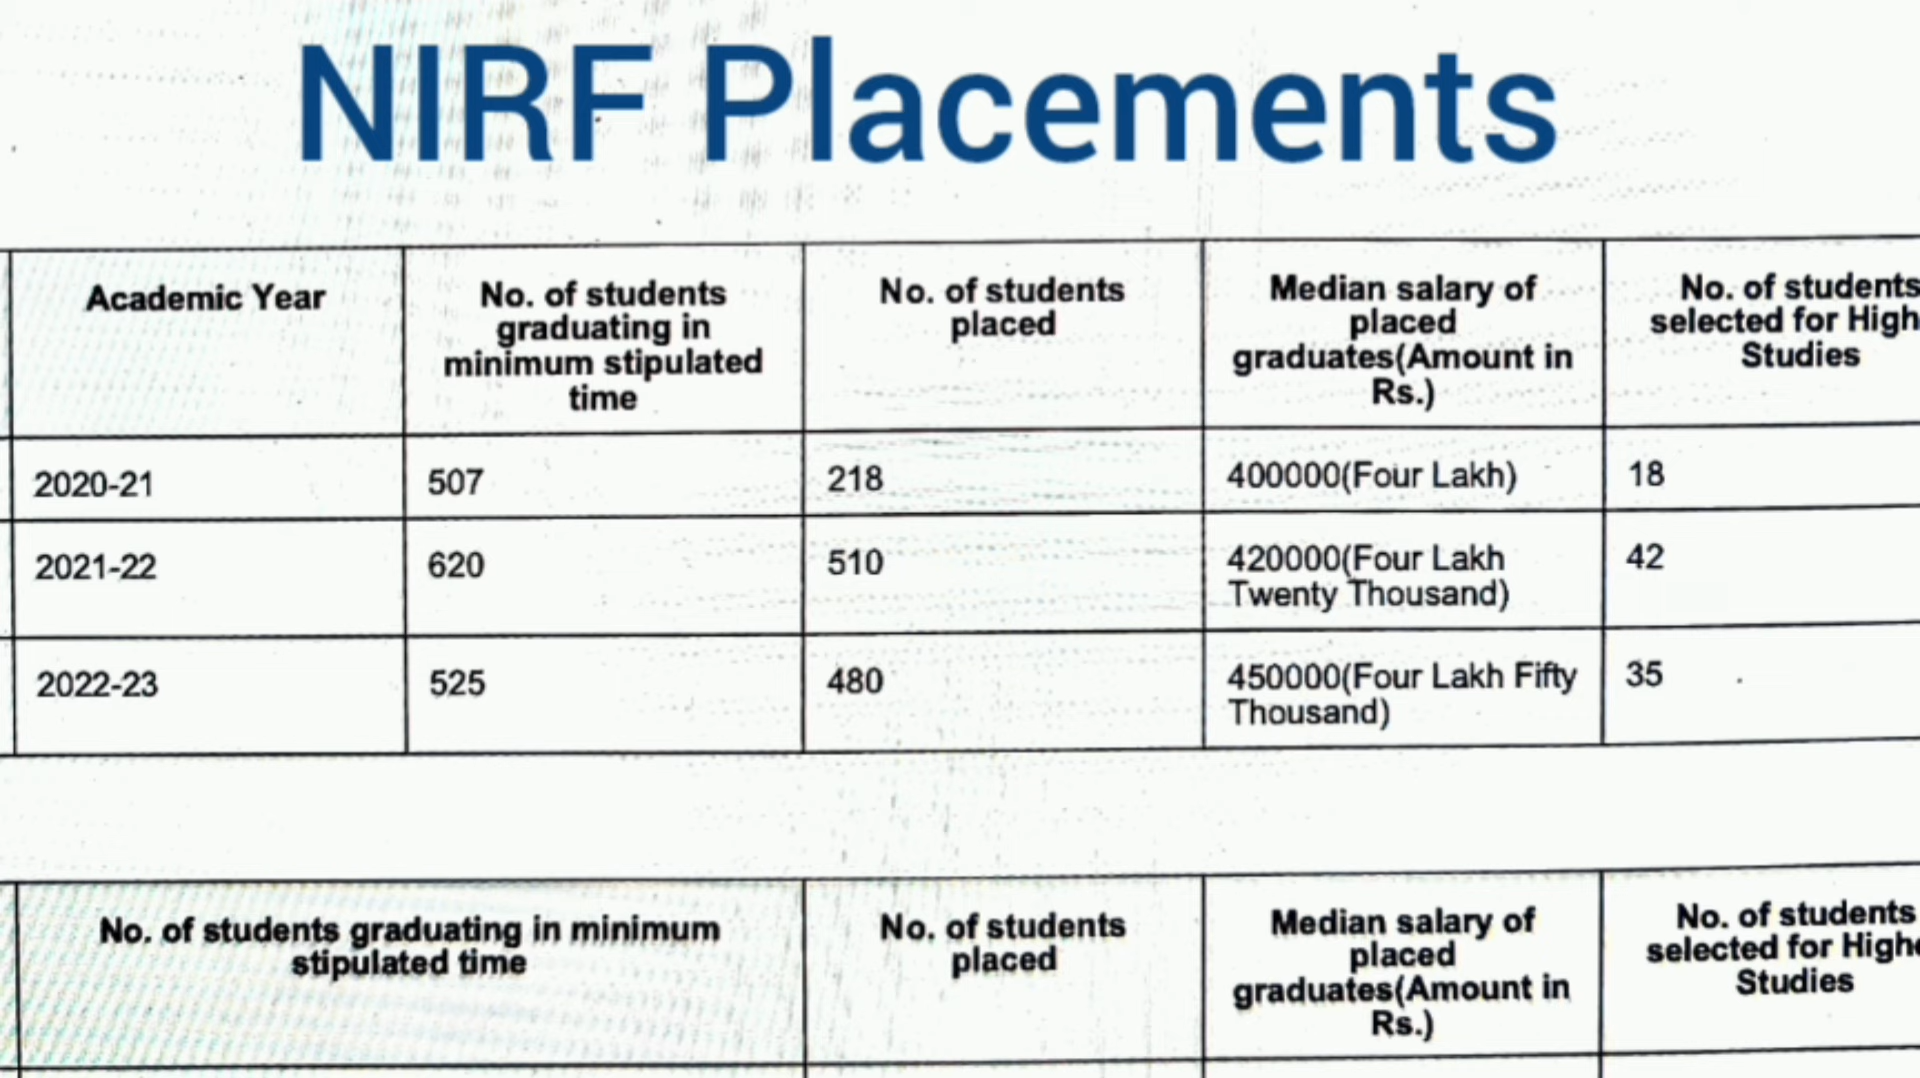 NIRF Placements
Academic Year
No. of students
graduating in
minimum stipulated
time
No. of students
placed
Median salary of
placed
graduates(Amount in
Rs.)
No. of students
selected for High
Studies
2020-21
507
218
400000(Four Lakh)
18
2021-22
620
510
420000(Four Lakh
Twenty Thousand)
42
2022-23
525
480
450000(Four Lakh Fifty
Thousand)
35
No. of students graduating in minimum
stipulated time
No. of students
placed
Median salary of
placed
graduates(Amount in
Rs.)
No. of students
selected for Highe
Studies